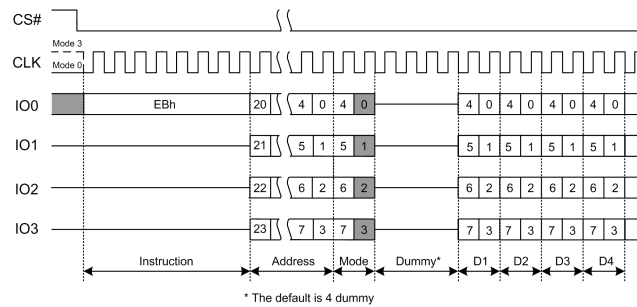 CS#
Mode 3
CLK Mode 0
IO0 EBh 20 4 0 4 0 4 0 4 0 4 0 4 0
IO1 21 5 1 5 1 5 1 5 1 5 1 5 1
IO2 22 6 2 6 2 6 2 6 2 6 2 6 2
IO3 23 7 3 7 3 7 3 7 3 7 3 7 3
Instruction Address Mode Dummy* D1 D2 D3 D4
* The default is 4 dummy